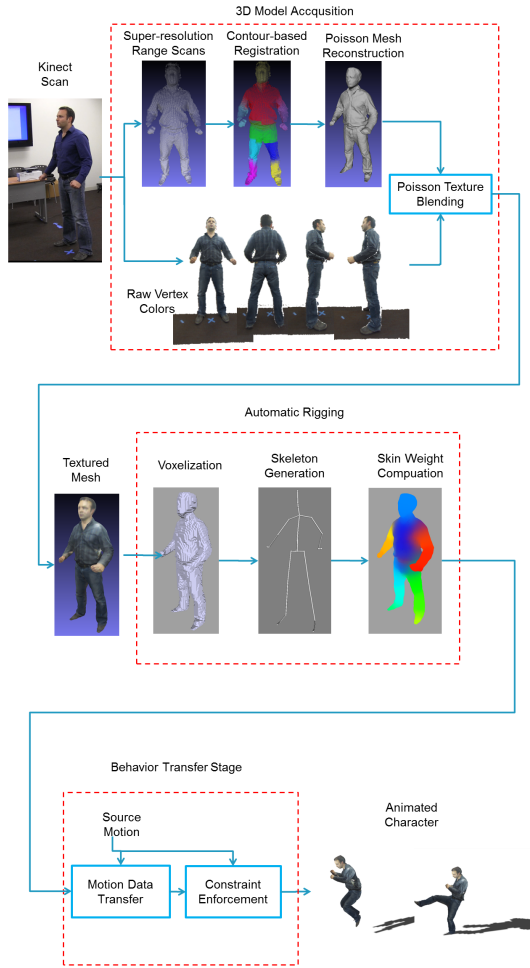 3D Model Accqusition
Super-resolution
Range Scans
Contour-based
Registration
Poisson Mesh
Reconstruction
Kinect
Scan
Poisson Texture
Blending
Raw Vertex
Colors
Automatic Rigging
Textured
Mesh
Voxelization
Skeleton
Generation
Skin Weight
Compuation
Behavior Transfer Stage
Source
Motion
Animated
Character
Motion Data
Transfer
Constraint
Enforcement